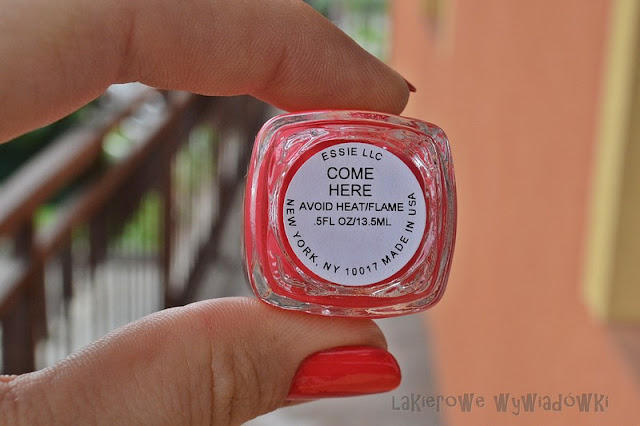 ESSIE LLC
COME
HERE
AVOID HEAT/FLAME
.5FL OZ/13.5ML
NEW YORK, NY 10017 MADE IN USA
LAKIEROWE WYWIADÓWKI